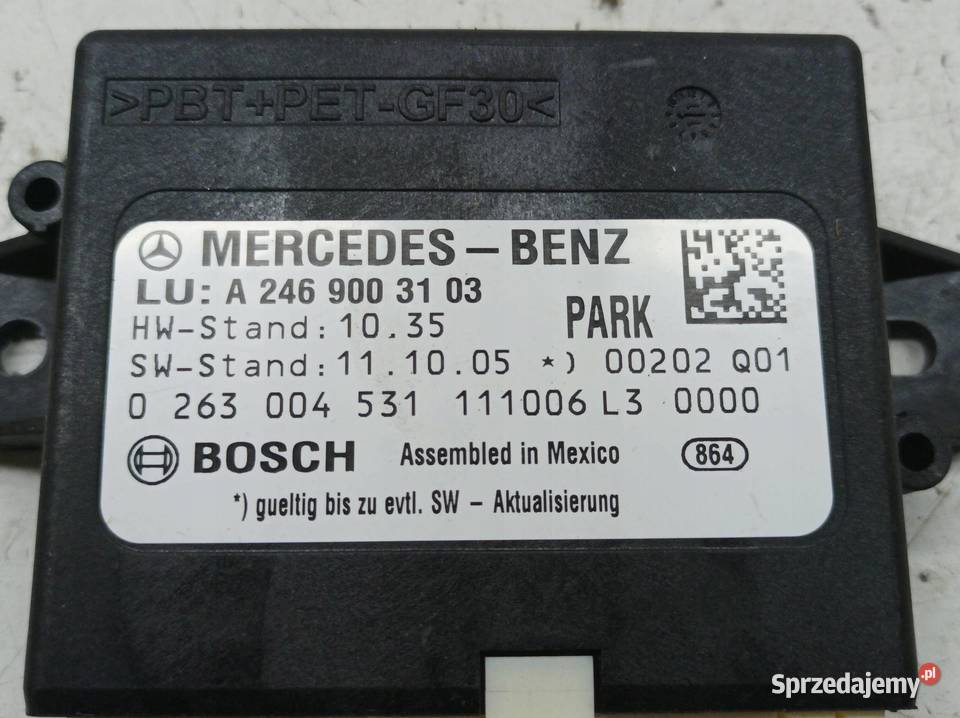 >PBT+PET-GF30<
MERCEDES-BENZ
LU: A 246 900 31 03
HW-Stand: 10.35
PARK
SW-Stand: 11.10.05 *) 00202 Q01
0 263 004 531 111006 L3 0000
BOSCH Assembled in Mexico 864
*) gueltig bis zu evtl. SW - Aktualisierung
Sprzedajemy.pl